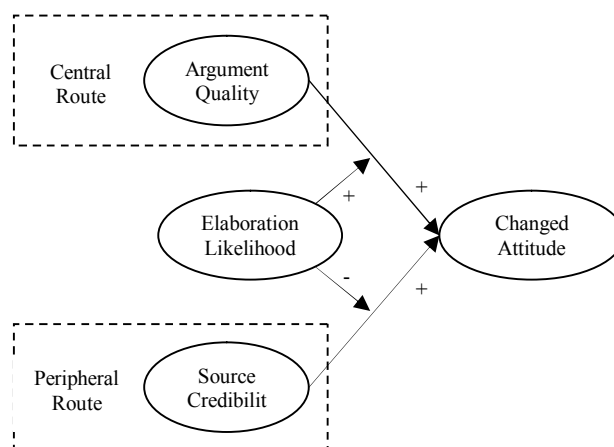 Central
Route
Argument
Quality
+
+
Elaboration
Likelihood
Changed
Attitude
-
+
Peripheral
Route
Source
Credibilit